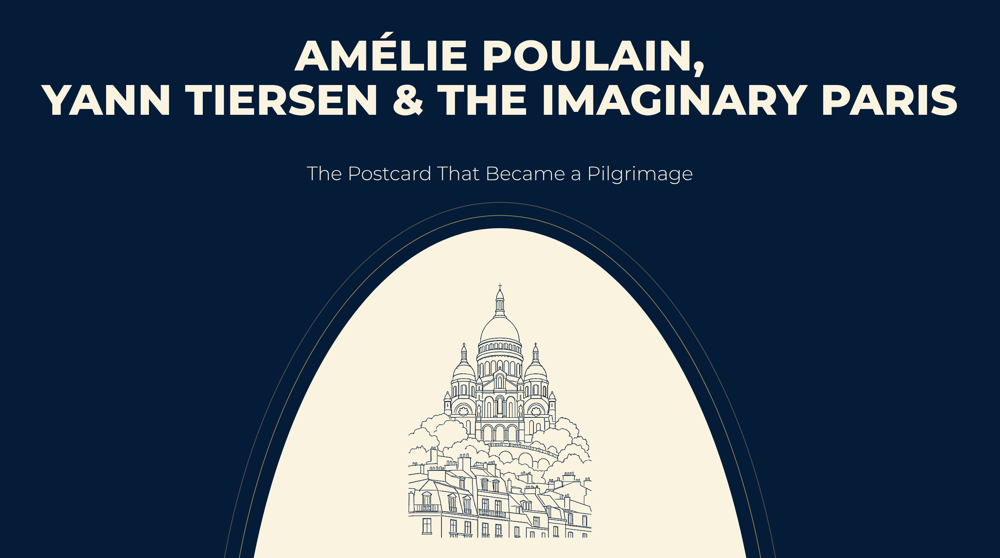 AMÉLIE POULAIN,
YANN TIERSEN & THE IMAGINARY PARIS
The Postcard That Became a Pilgrimage